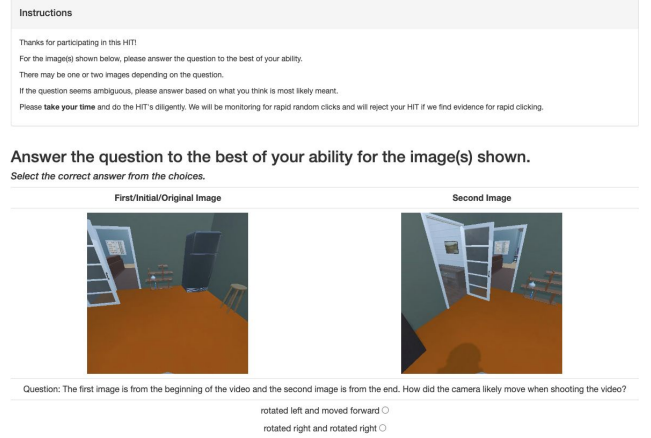 Instructions
Thanks for participating in this HIT!
For the image(s) shown below, please answer the question to the best of your ability.
There may be one or two images depending on the question.
If the question seems ambiguous, please answer based on what you think is most likely meant.
Please take your time and do the HIT's diligently. We will be monitoring for rapid random clicks and will reject your HIT if we find evidence for rapid clicking.
Answer the question to the best of your ability for the image(s) shown.
Select the correct answer from the choices.
First/Initial/Original Image
Second Image
Question: The first image is from the beginning of the video and the second image is from the end. How did the camera likely move when shooting the video?
rotated left and moved forward
rotated right and rotated right